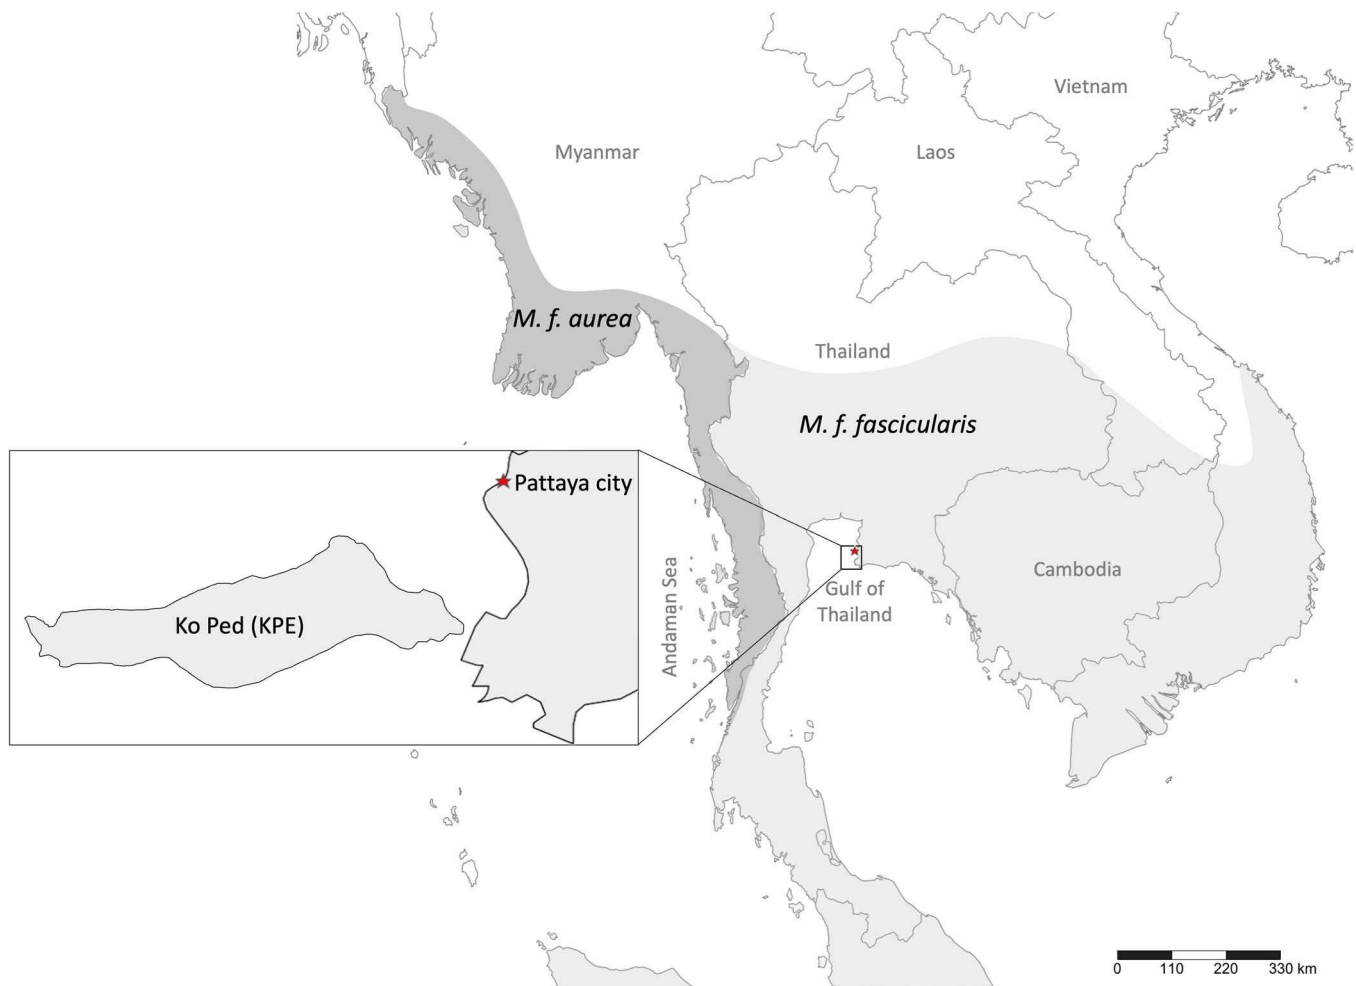 Vietnam
Myanmar
Laos
M. f. aurea
Thailand
M. f. fascicularis
Pattaya city
Ko Ped (KPE)
Andaman Sea
Gulf of
Thailand
Cambodia
0 110 220 330 km